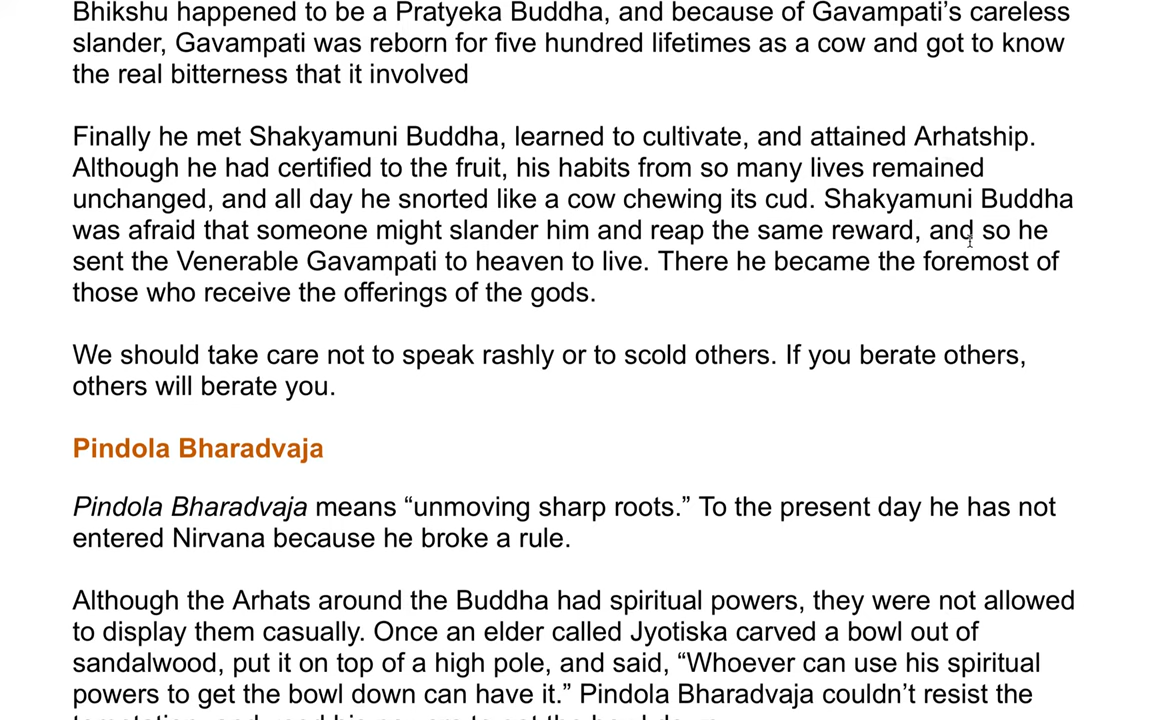 Bhikshu happened to be a Pratyeka Buddha, and because of Gavampati’s careless
slander, Gavampati was reborn for five hundred lifetimes as a cow and got to know
the real bitterness that it involved
Finally he met Shakyamuni Buddha, learned to cultivate, and attained Arhatship.
Although he had certified to the fruit, his habits from so many lives remained
unchanged, and all day he snorted like a cow chewing its cud. Shakyamuni Buddha
was afraid that someone might slander him and reap the same reward, and so he
sent the Venerable Gavampati to heaven to live. There he became the foremost of
those who receive the offerings of the gods.
We should take care not to speak rashly or to scold others. If you berate others,
others will berate you.
Pindola Bharadvaja
Pindola Bharadvaja means “unmoving sharp roots.” To the present day he has not
entered Nirvana because he broke a rule.
Although the Arhats around the Buddha had spiritual powers, they were not allowed
to display them casually. Once an elder called Jyotiska carved a bowl out of
sandalwood, put it on top of a high pole, and said, “Whoever can use his spiritual
powers to get the bowl down can have it.” Pindola Bharadvaja couldn’t resist the